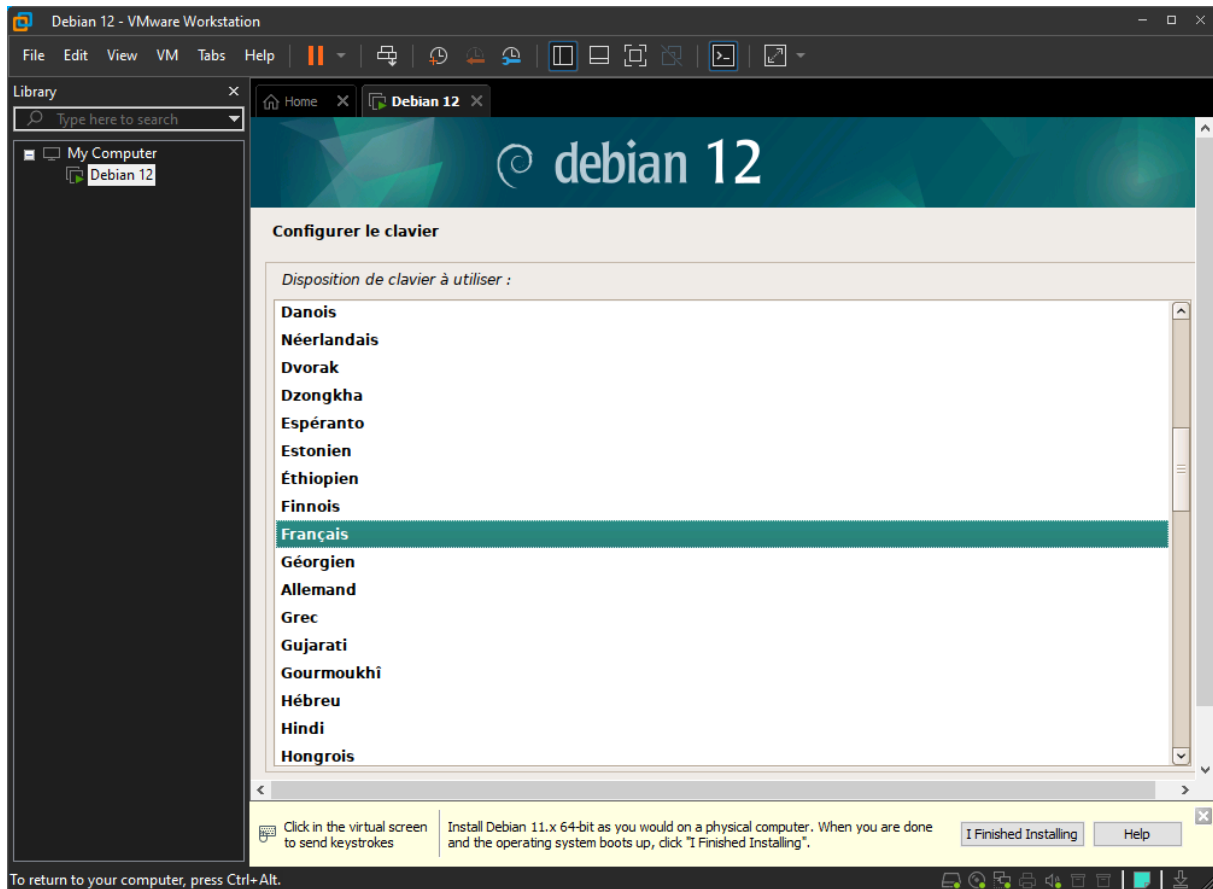 Debian 12 - VMware Workstation
File Edit View VM Tabs Help
Library
Type here to search
My Computer
Debian 12
Home
Debian 12
debian 12
Configurer le clavier
Disposition de clavier à utiliser :
Danois
Néerlandais
Dvorak
Dzongkha
Espéranto
Estonien
Éthiopien
Finnois
Français
Géorgien
Allemand
Grec
Gujarati
Gourmoukhî
Hébreu
Hindi
Hongrois
Click in the virtual screen
to send keystrokes
Install Debian 11.x 64-bit as you would on a physical computer. When you are done
and the operating system boots up, click "I Finished Installing".
I Finished Installing
Help
To return to your computer, press Ctrl+Alt.